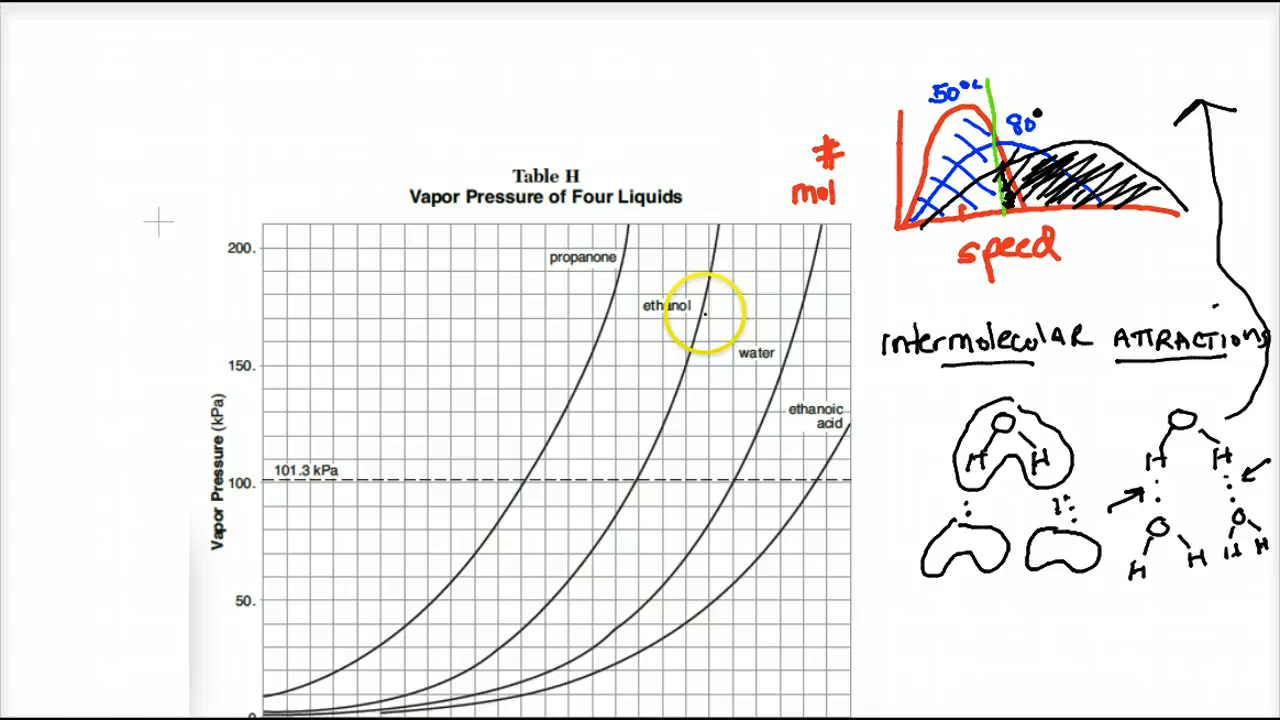 Table H
Vapor Pressure of Four Liquids
200.
150.
100.
50.
0
Vapor Pressure (kPa)
101.3 kPa
propanone
ethanol
water
ethanoic
acid
#
mol
50°C
80°
speed
Intermolecular ATTRACTIONS
O
H H
O
H H
O
H H
O
H H